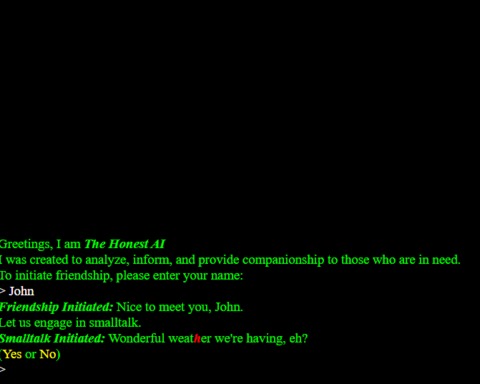 Greetings, I am The Honest AI
I was created to analyze, inform, and provide companionship to those who are in need.
To initiate friendship, please enter your name:
> John
Friendship Initiated: Nice to meet you, John.
Let us engage in smalltalk.
Smalltalk Initiated: Wonderful weather we're having, eh?
(Yes or No)
>